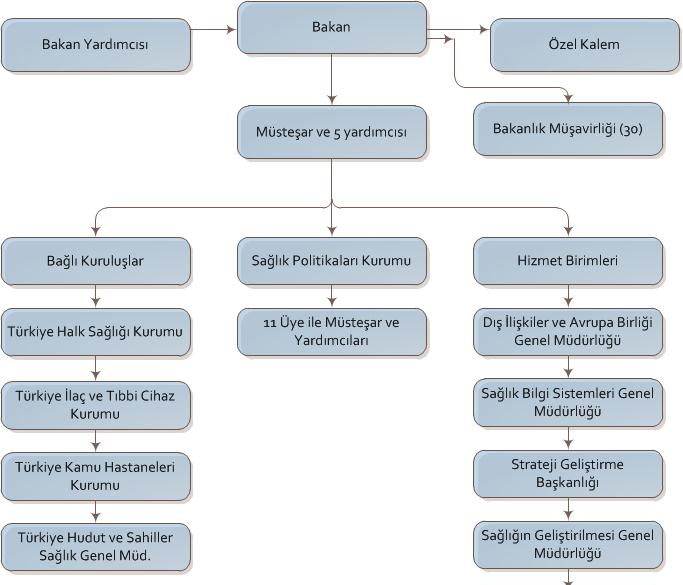 Bakan Yardımcısı
Bakan
Özel Kalem
Müsteşar ve 5 yardımcısı
Bakanlık Müşavirliği (30)
Bağlı Kuruluşlar
Sağlık Politikaları Kurumu
Hizmet Birimleri
Türkiye Halk Sağlığı Kurumu
11 Üye ile Müsteşar ve
Yardımcıları
Dış İlişkiler ve Avrupa Birliği
Genel Müdürlüğü
Türkiye İlaç ve Tıbbi Cihaz
Kurumu
Sağlık Bilgi Sistemleri Genel
Müdürlüğü
Türkiye Kamu Hastaneleri
Kurumu
Strateji Geliştirme
Başkanlığı
Türkiye Hudut ve Sahiller
Sağlık Genel Müd.
Sağlığın Geliştirilmesi Genel
Müdürlüğü